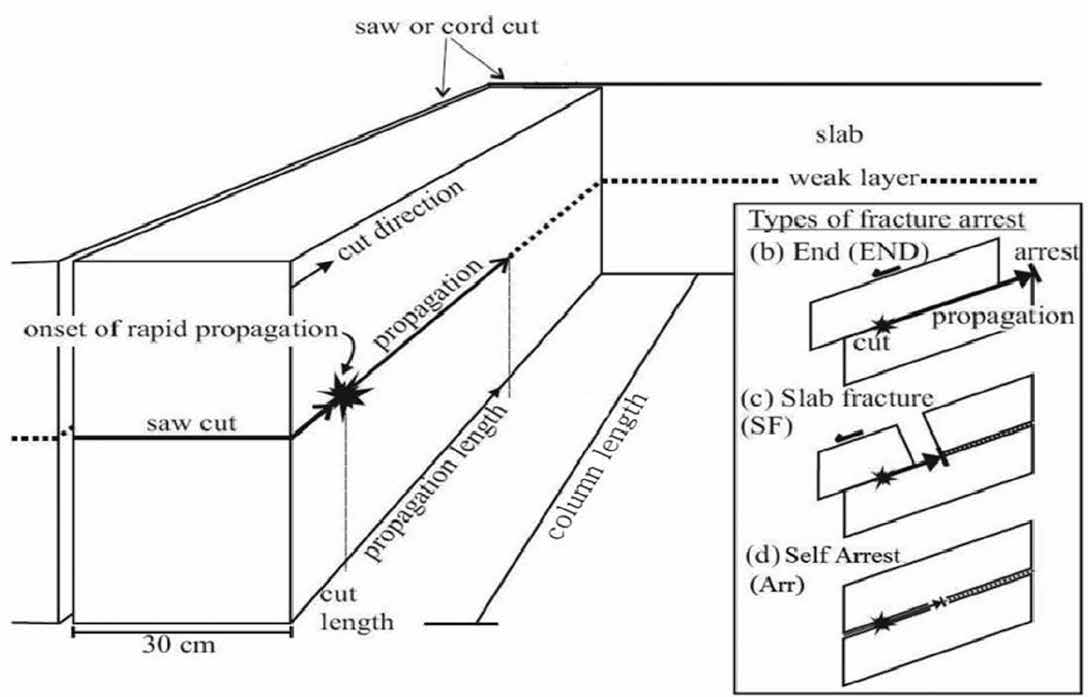 saw or cord cut
slab
weak layer
cut direction
propagation
onset of rapid propagation
saw cut
propagation length
column length
cut
length
30 cm
Types of fracture arrest
(b) End (END)
arrest
propagation
cut
(c) Slab fracture
(SF)
(d) Self Arrest
(Arr)